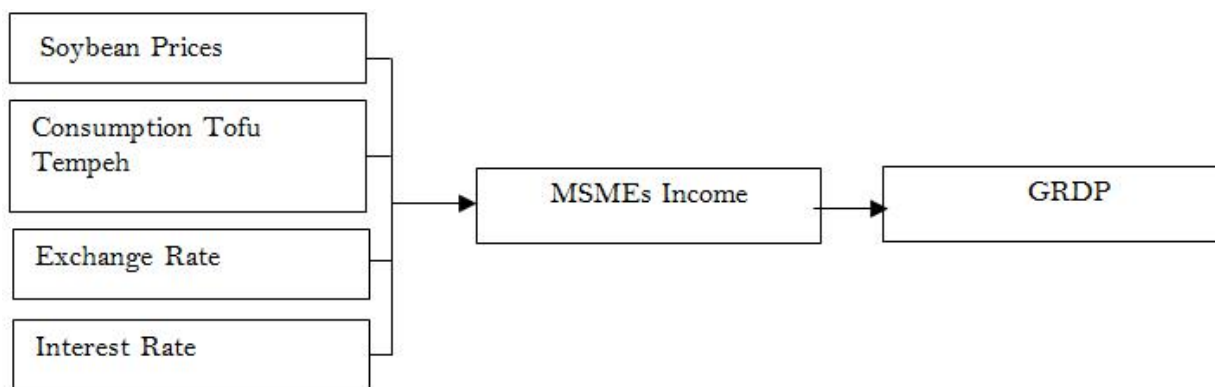 Soybean Prices
Consumption Tofu
Tempeh
Exchange Rate
Interest Rate
MSMEs Income
GRDP